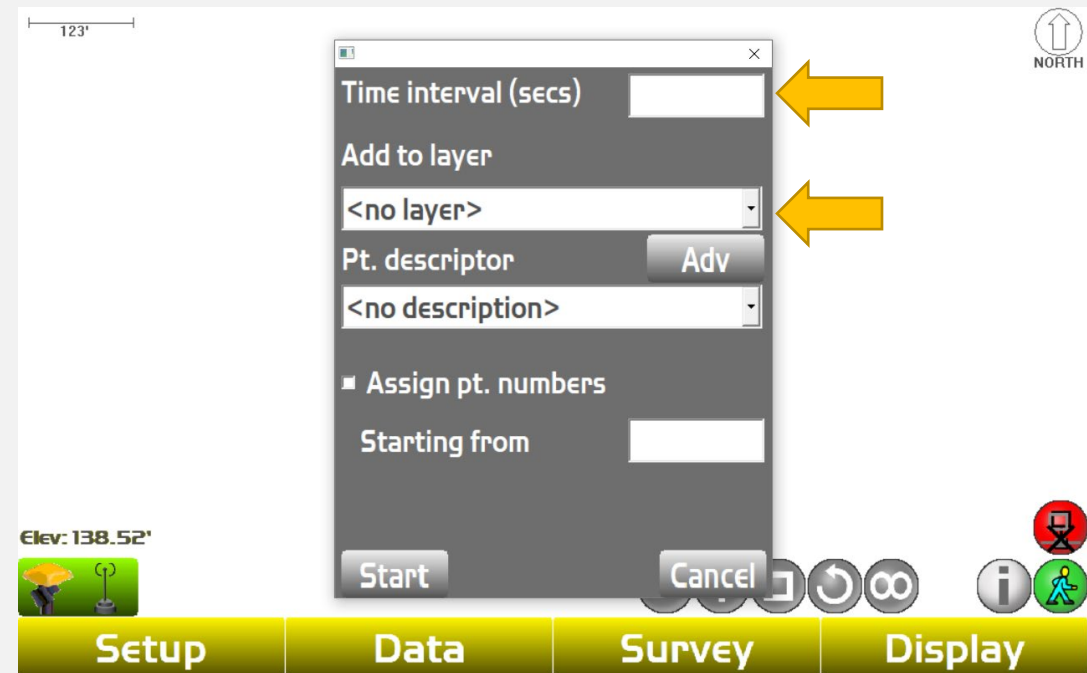 123'
NORTH
Time interval (secs)
Add to layer
<no layer>
Pt. descriptor Adv
<no description>
Assign pt. numbers
Starting from
Elev: 138.52'
Start Cancel
Setup Data Survey Display